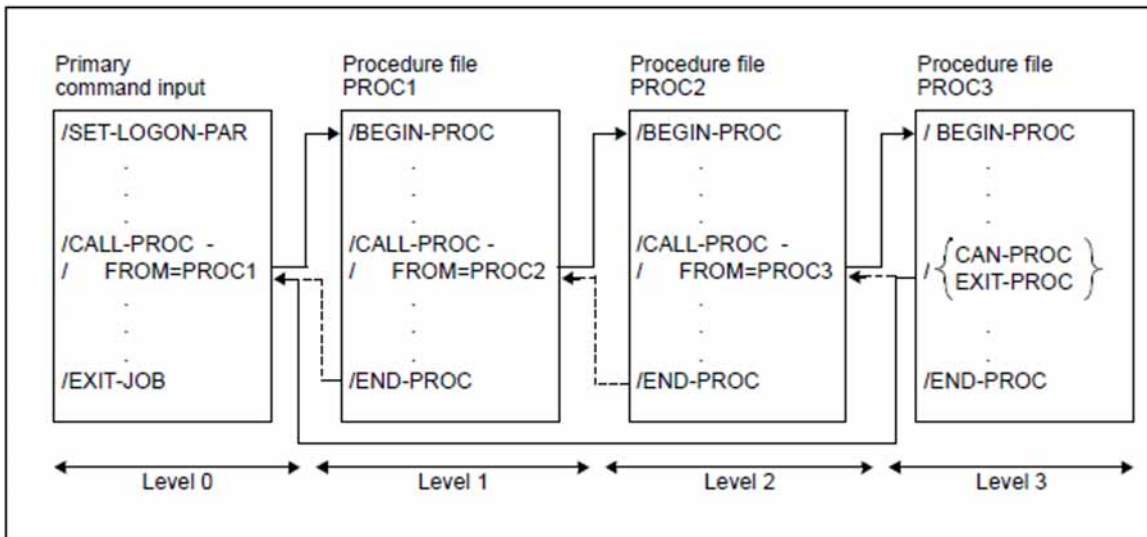 Primary
command input
/SET-LOGON-PAR
.
.
.
/CALL-PROC -
/ FROM=PROC1
.
.
.
/EXIT-JOB
Level 0
Procedure file
PROC1
/BEGIN-PROC
.
.
.
/CALL-PROC -
/ FROM=PROC2
.
.
.
/END-PROC
Level 1
Procedure file
PROC2
/BEGIN-PROC
.
.
.
/CALL-PROC -
/ FROM=PROC3
.
.
.
/END-PROC
Level 2
Procedure file
PROC3
/ BEGIN-PROC
.
.
.
/ { CAN-PROC
EXIT-PROC }
.
.
/END-PROC
Level 3